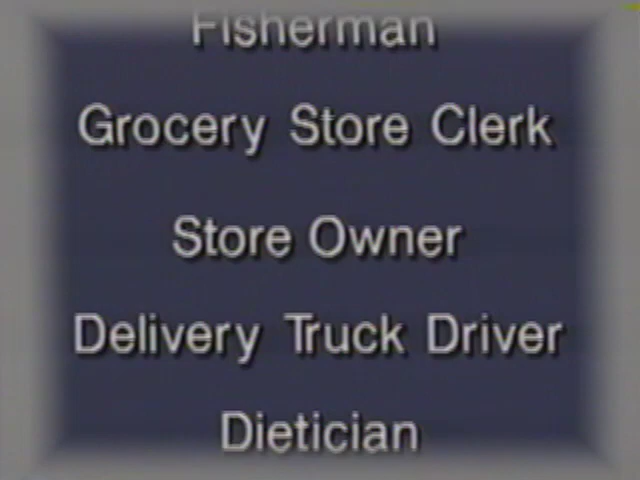 Fisherman
Grocery Store Clerk
Store Owner
Delivery Truck Driver
Dietician